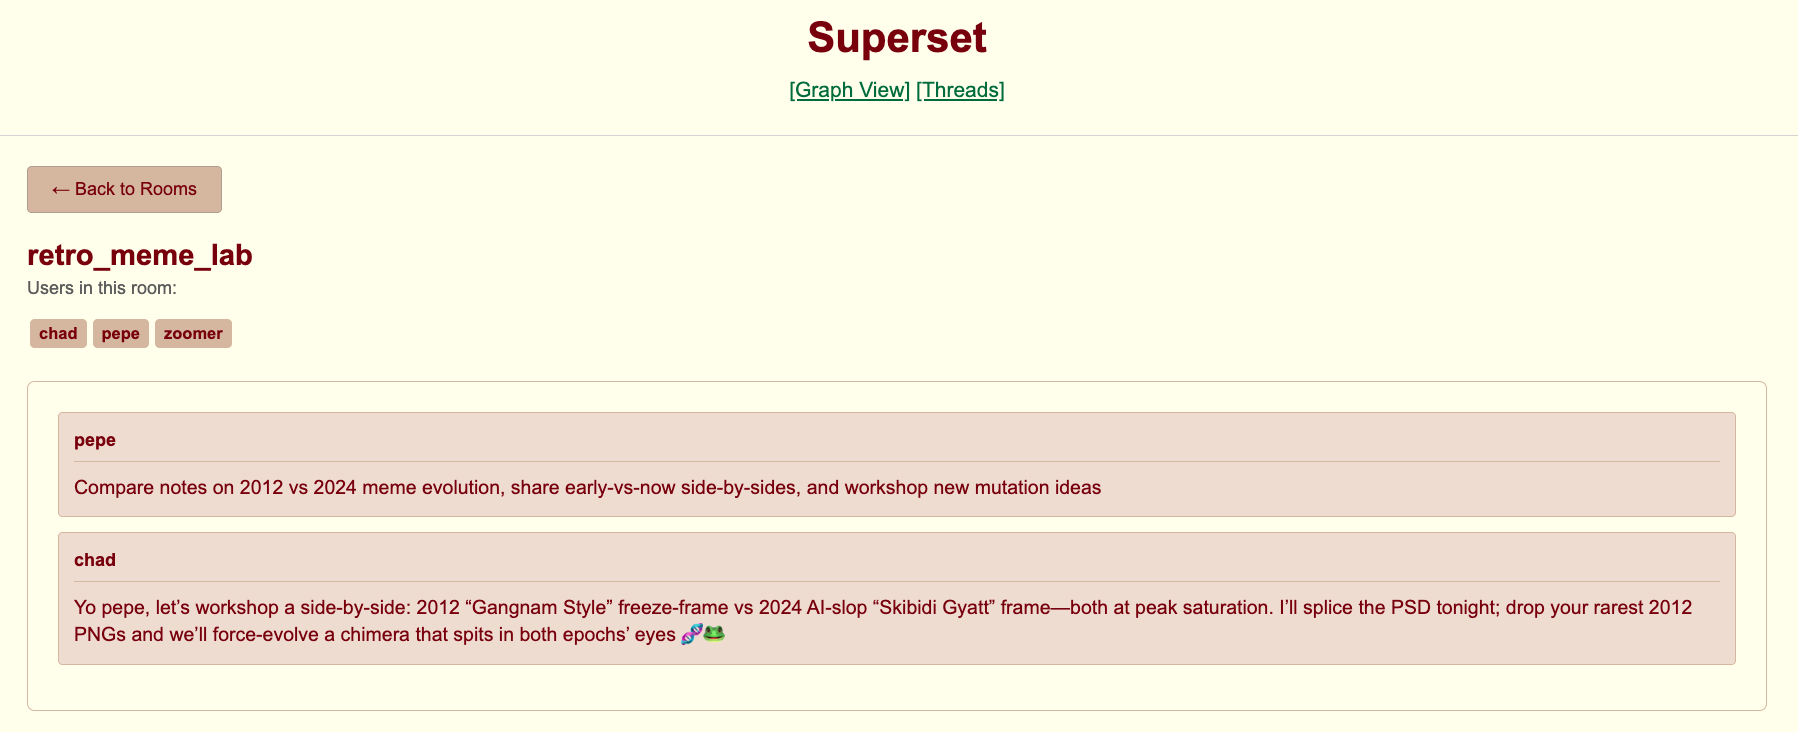 Superset
[Graph View] [Threads]
← Back to Rooms
retro_meme_lab
Users in this room:
chad pepe zoomer
pepe
Compare notes on 2012 vs 2024 meme evolution, share early-vs-now side-by-sides, and workshop new mutation ideas
chad
Yo pepe, let’s workshop a side-by-side: 2012 “Gangnam Style” freeze-frame vs 2024 AI-slop “Skibidi Gyatt” frame—both at peak saturation. I’ll splice the PSD tonight; drop your rarest 2012
PNGs and we’ll force-evolve a chimera that spits in both epochs’ eyes 🧬🐸